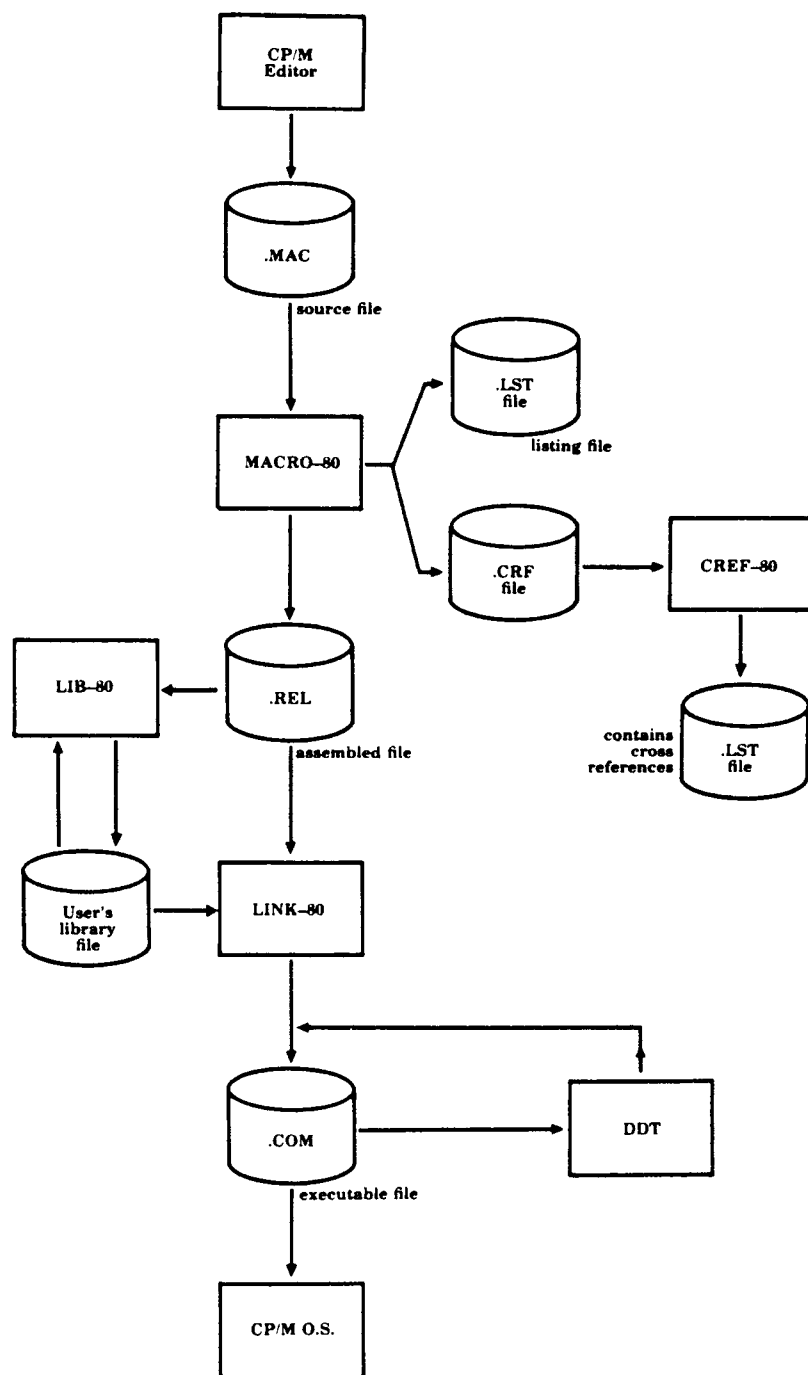 CP/M
Editor
.MAC
source file
.LST
file
listing file
MACRO–80
.CRF
file
CREF–80
LIB–80
.REL
assembled file
contains
cross
references
.LST
file
User's
library
file
LINK–80
.COM
executable file
DDT
CP/M O.S.